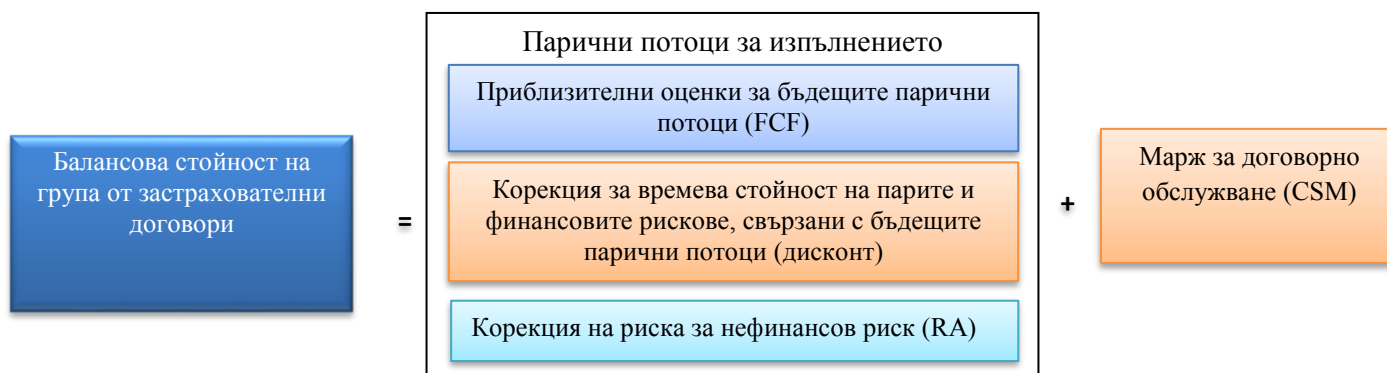 Балансова стойност на
група от застрахователни
договори
=
Парични потоци за изпълнението
Приблизителни оценки за бъдещите парични
потоци (FCF)
Корекция за времева стойност на парите и
финансовите рискове, свързани с бъдещите
парични потоци (дисконт)
Корекция на риска за нефинансов риск (RA)
+
Марж за договорно
обслужване (CSM)